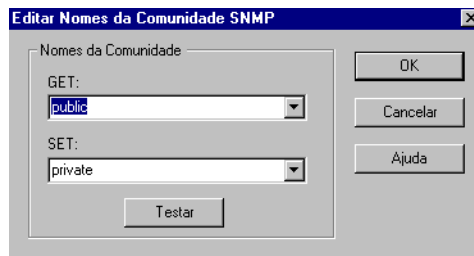 Editar Nomes da Comunidade SNMP
Nomes da Comunidade
GET:
public
SET:
private
Testar
OK
Cancelar
Ajuda